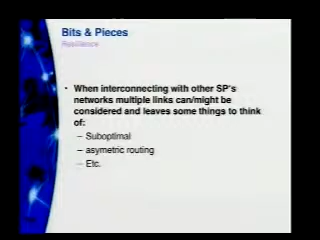 Bits & Pieces
Resilience
• When interconnecting with other SP's
networks multiple links can/might be
considered and leaves some things to think
of:
– Suboptimal
– asymetric routing
– Etc.